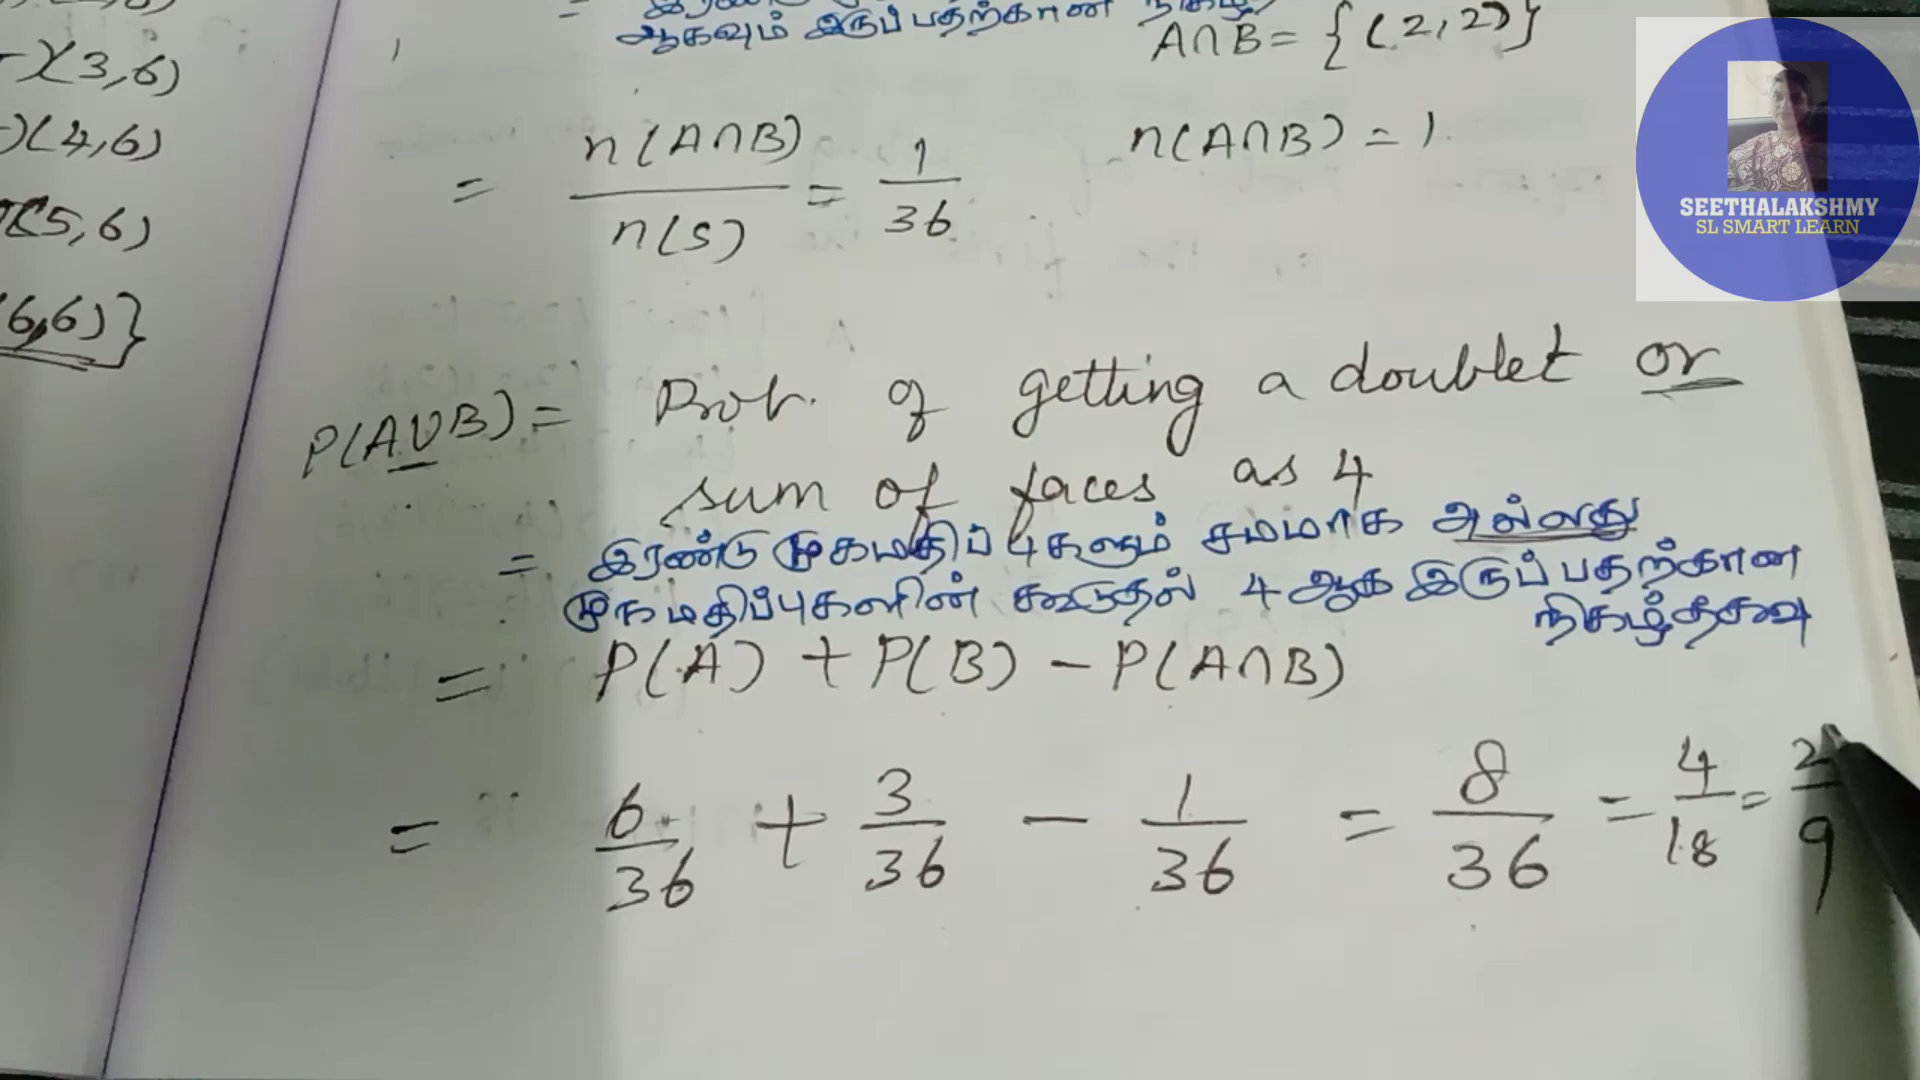 )(3,6)
)(4,6)
(5,6)
(6,6)}
ஆகவும் இருப்பதற்கான
A∩B = {(2,2)}
= n(A∩B) / n(S) = 1/36
n(A∩B) = 1
P(A∪B) = Prob. of getting a doublet or
sum of faces as 4
= இரண்டு முகமதிப்புகளும் சமமாக அல்லது
முகமதிப்புகளின் கூடுதல் 4 ஆக இருப்பதற்கான
நிகழ்தகவு
= P(A) + P(B) - P(A∩B)
= 6/36 + 3/36 - 1/36 = 8/36 = 4/18 = 2/9
SEETHALAKSHMY
SL SMART LEARN